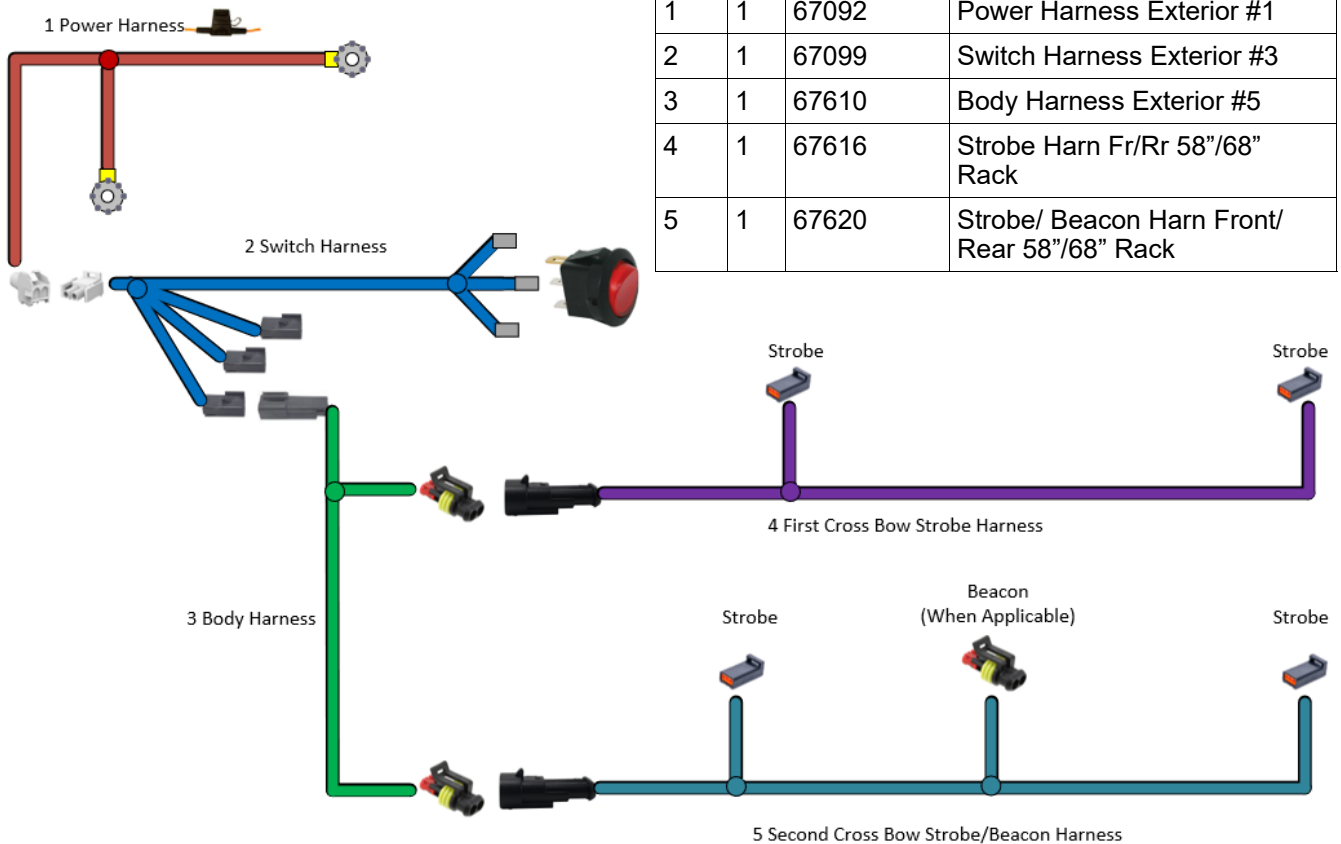 1 Power Harness
1 1 67092 Power Harness Exterior #1
2 1 67099 Switch Harness Exterior #3
3 1 67610 Body Harness Exterior #5
4 1 67616 Strobe Harn Fr/Rr 58”/68”
Rack
5 1 67620 Strobe/ Beacon Harn Front/
Rear 58”/68” Rack
2 Switch Harness
Strobe
Strobe
4 First Cross Bow Strobe Harness
3 Body Harness
Strobe
Beacon
(When Applicable)
Strobe
5 Second Cross Bow Strobe/Beacon Harness